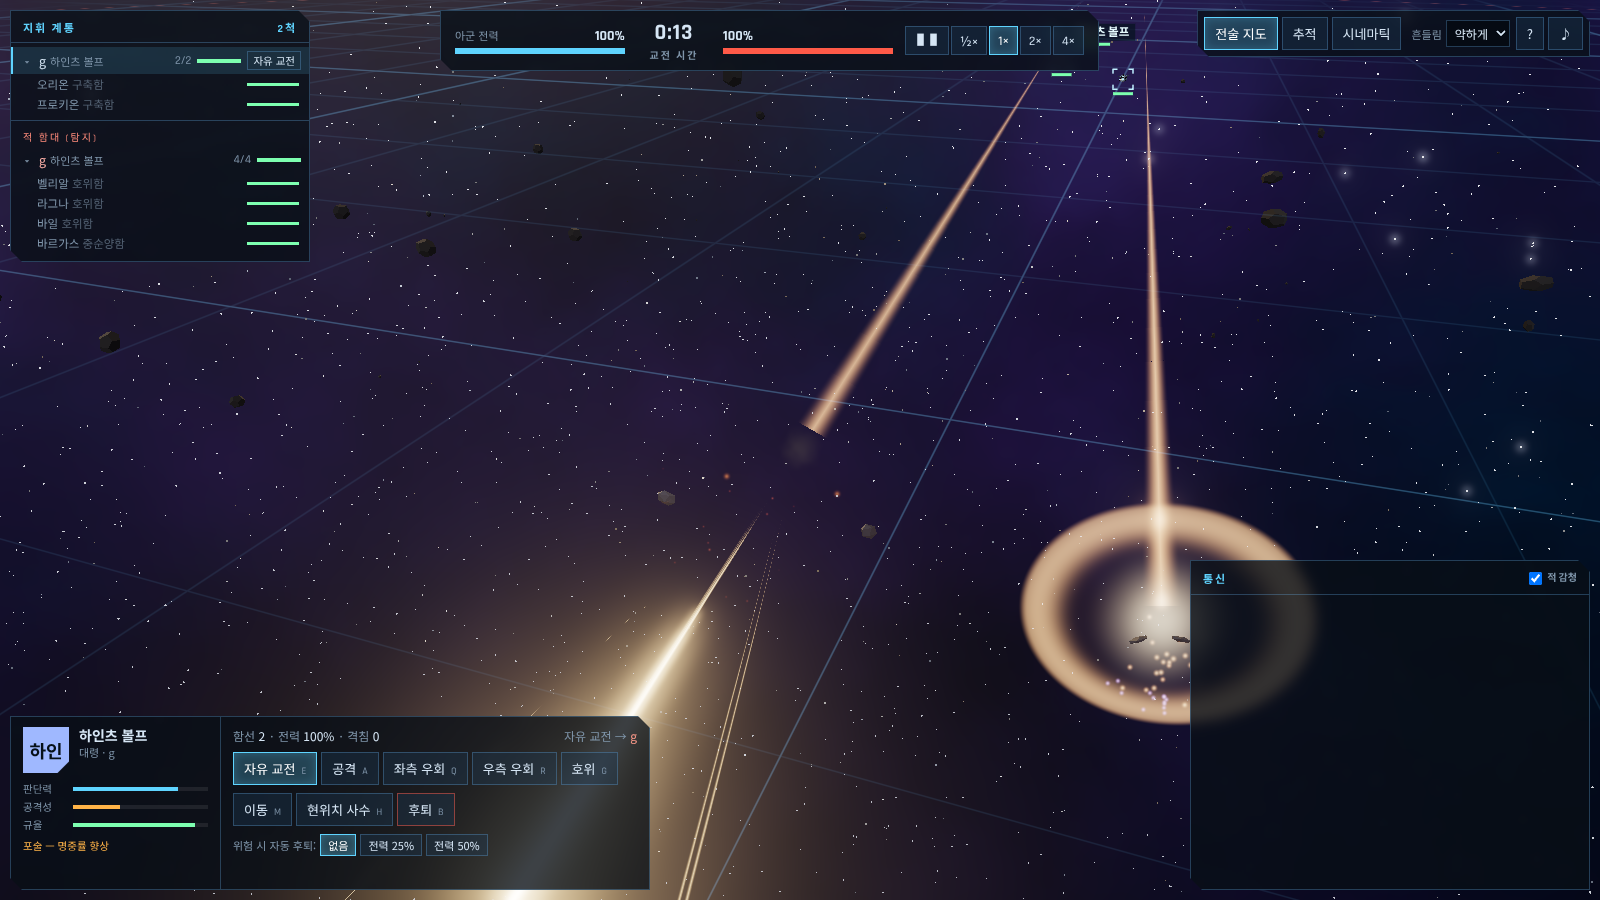 지휘 계통 2척
g 하인츠 볼프 2/2 자유 교전
오리온 구축함
프로키온 구축함
적 함대 (탐지)
g 하인츠 볼프 4/4
벨리알 호위함
라그나 호위함
바일 호위함
바르가스 중순양함
아군 전력 100%
0:13
교전 시간
100%
½× 1× 2× 4×
츠 볼프
전술 지도 추적 시네마틱 흔들림 약하게 ? ♪
통신 적 감청
하인
하인츠 볼프
대령 · g
판단력
공격성
규율
포술 — 명중률 향상
함선 2 · 전력 100% · 격침 0 자유 교전 → g
자유 교전 E 공격 A 좌측 우회 Q 우측 우회 R 호위 G
이동 M 현위치 사수 H 후퇴 B
위험 시 자동 후퇴: 없음 전력 25% 전력 50%